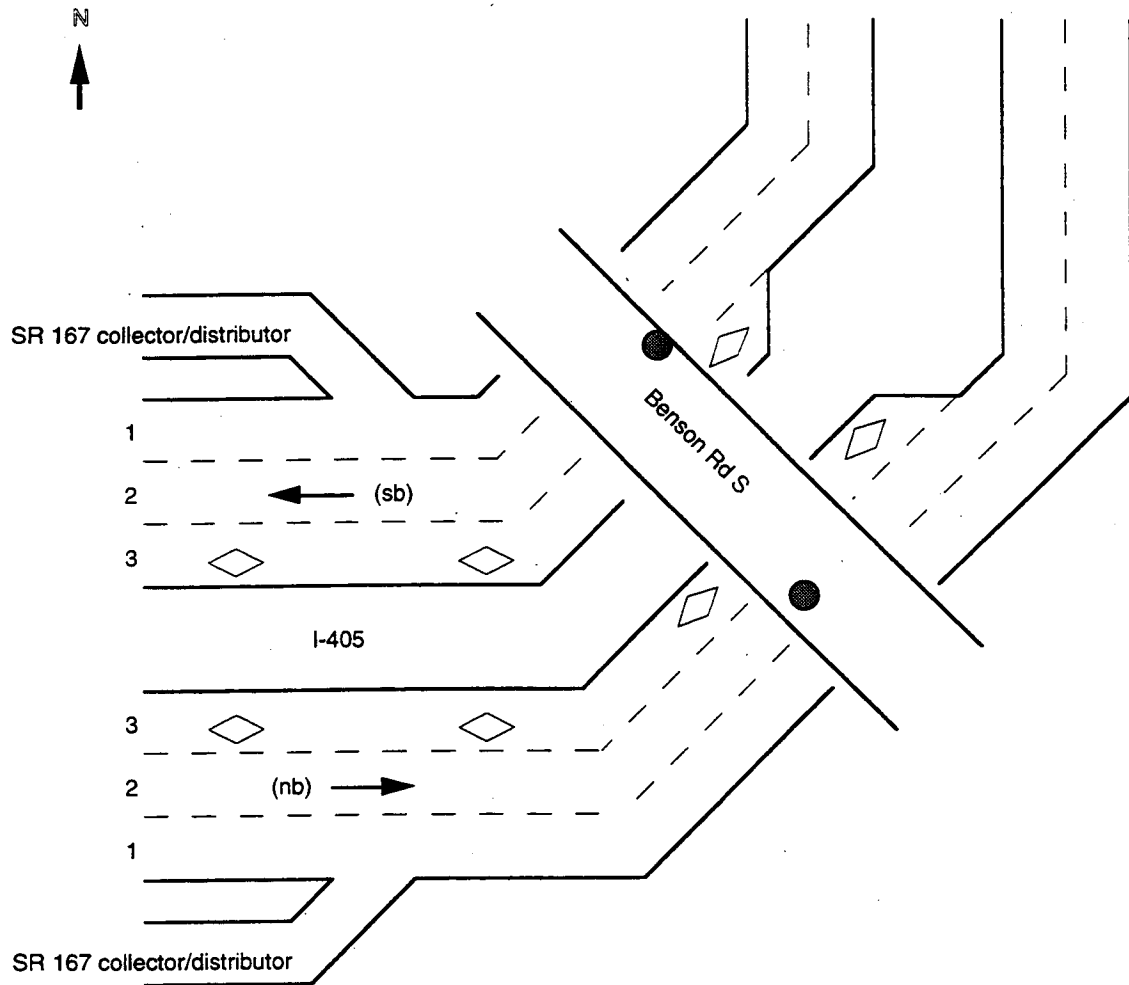 N
SR 167 collector/distributor
1
2
(sb)
3
Benson Rd S
I-405
3
2
(nb)
1
SR 167 collector/distributor